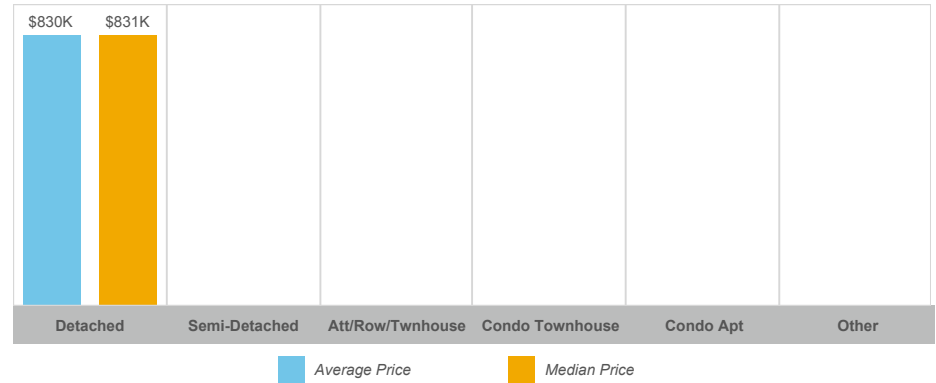 $830K $831K
Detached Semi-Detached Att/Row/Twnhouse Condo Townhouse Condo Apt Other
Average Price Median Price